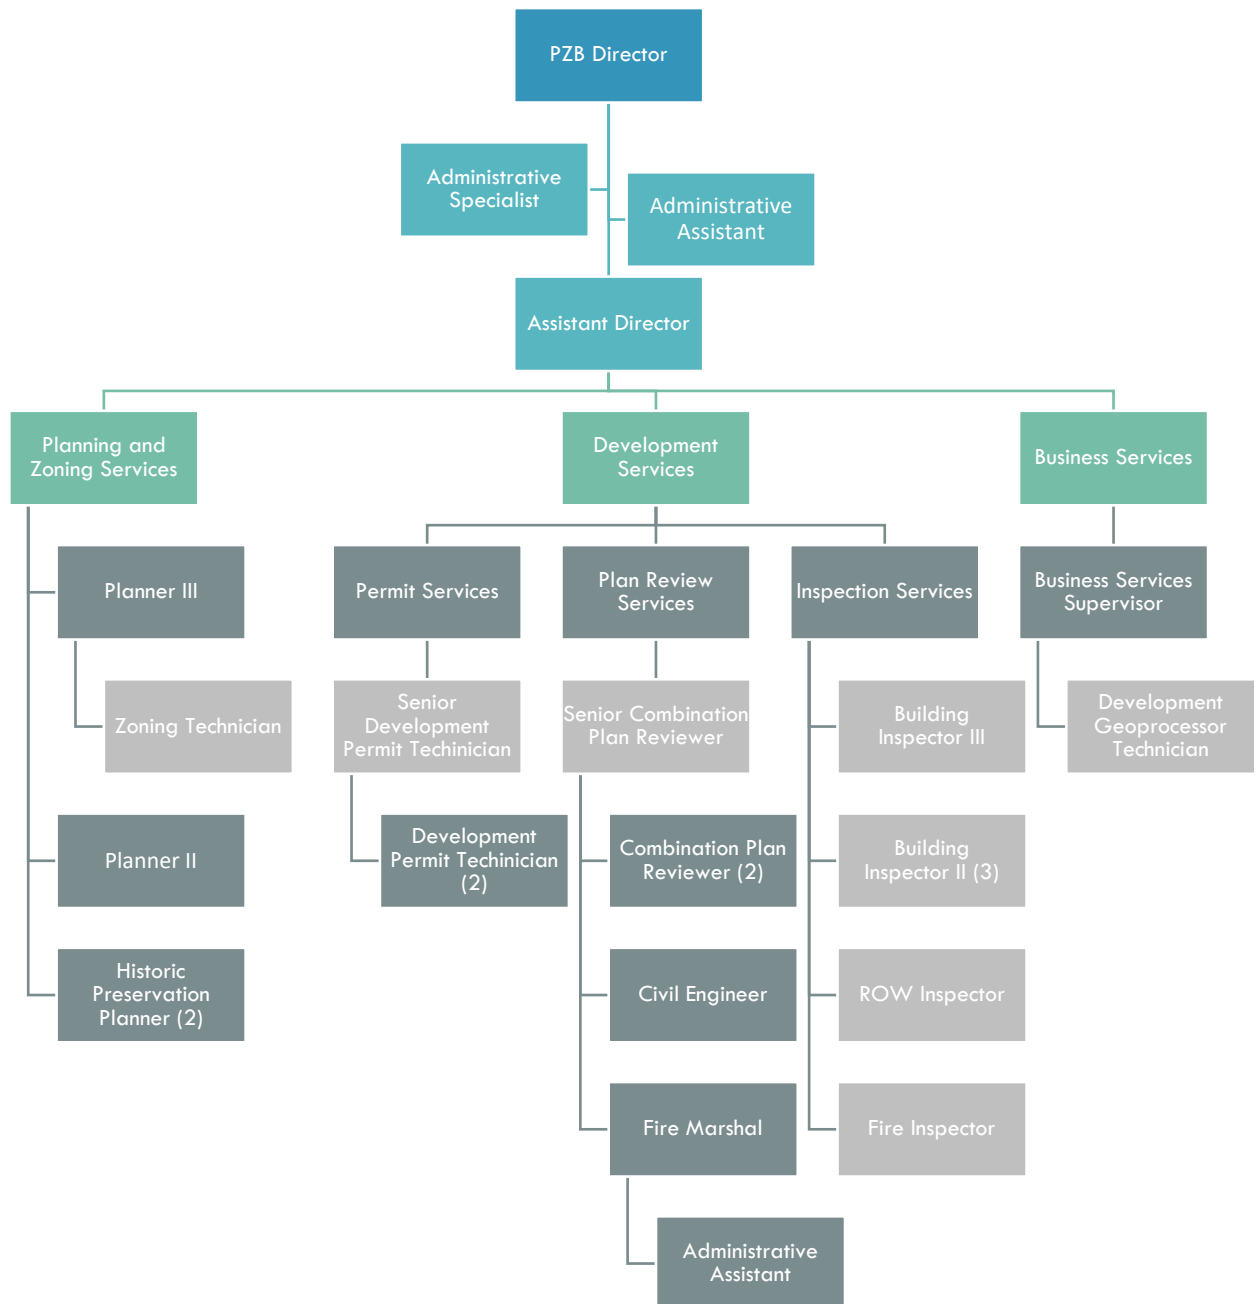 PZB Director
Administrative
Specialist
Administrative
Assistant
Assistant Director
Planning and
Zoning Services
Development
Services
Business Services
Planner III
Permit Services
Plan Review
Services
Inspection Services
Business Services
Supervisor
Zoning Technician
Senior
Development
Permit Techinician
Senior Combination
Plan Reviewer
Building
Inspector III
Development
Geoprocessor
Technician
Planner II
Development
Permit Techinician
(2)
Combination Plan
Reviewer (2)
Building
Inspector II (3)
Historic
Preservation
Planner (2)
Civil Engineer
ROW Inspector
Fire Marshal
Fire Inspector
Administrative
Assistant